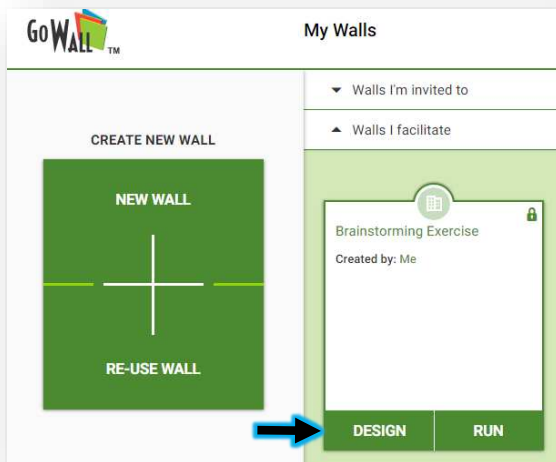 GOWALL TM
My Walls
Walls I'm invited to
Walls I facilitate
CREATE NEW WALL
NEW WALL
RE-USE WALL
Brainstorming Exercise
Created by: Me
DESIGN
RUN